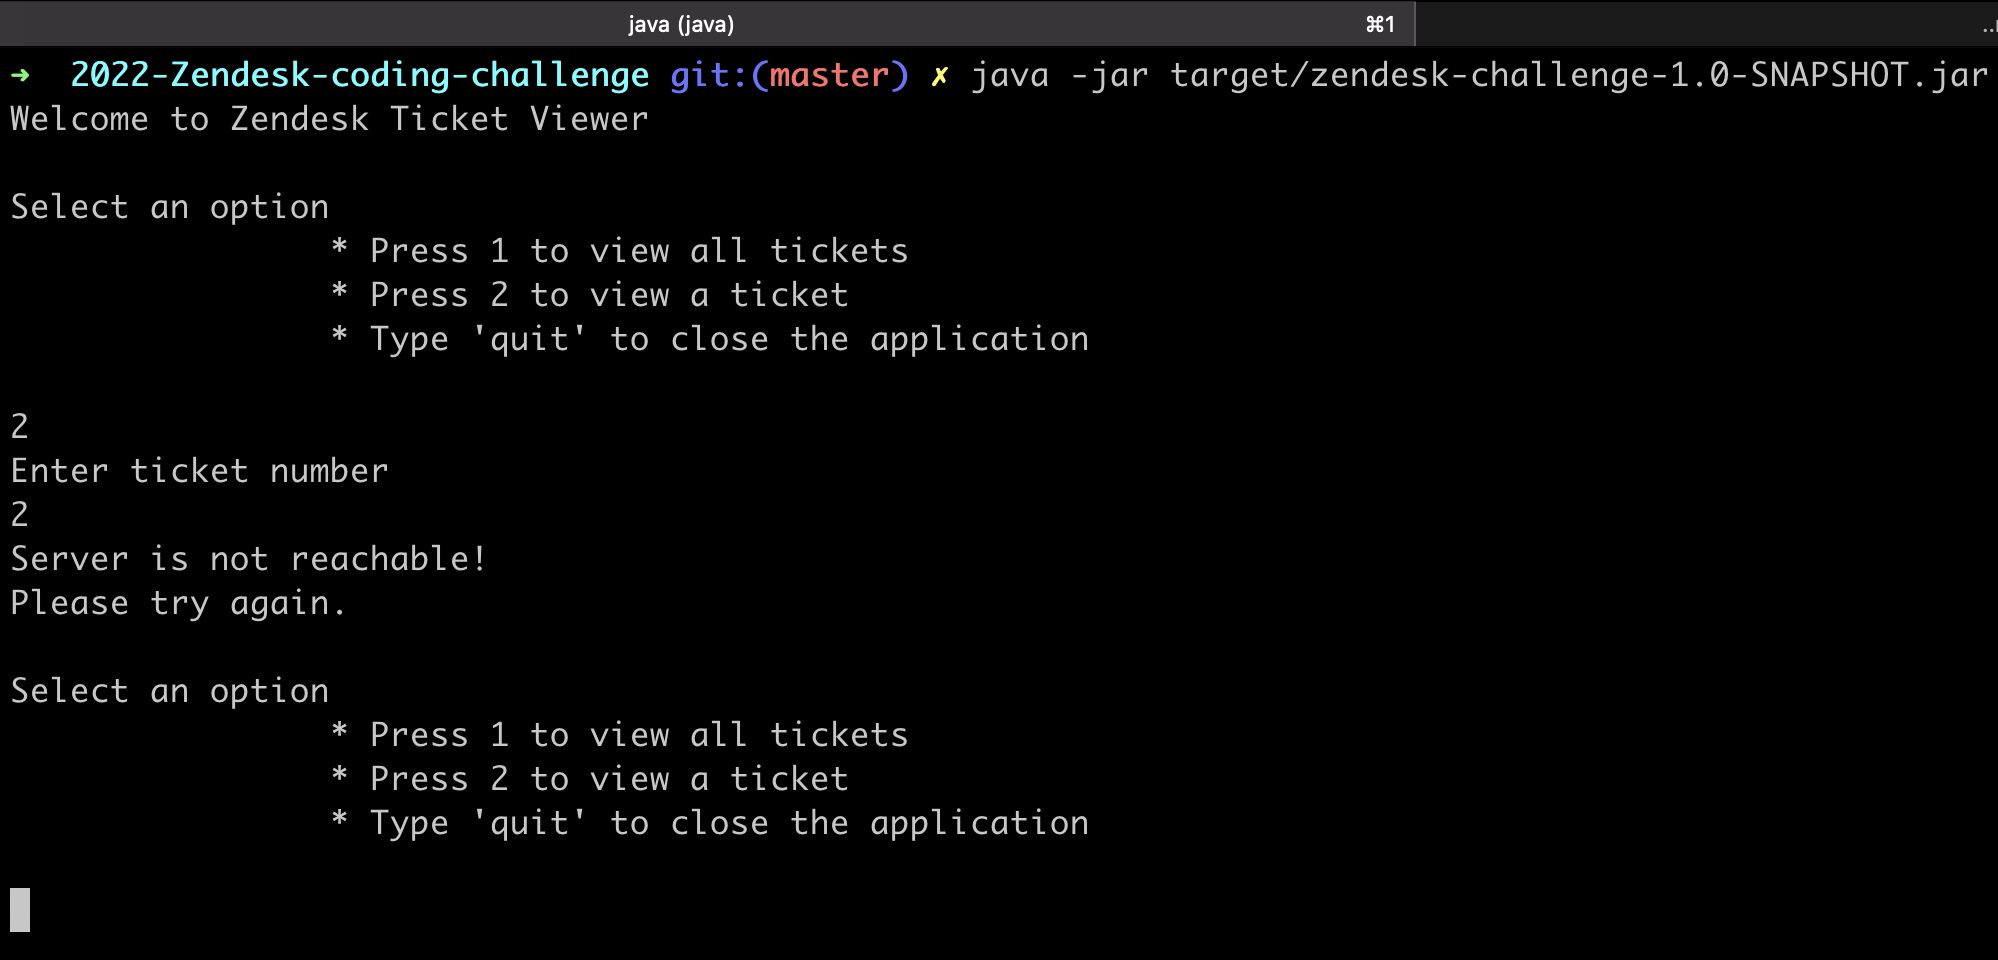 java (java) ⌘1
➜  2022-Zendesk-coding-challenge git:(master) ✗ java -jar target/zendesk-challenge-1.0-SNAPSHOT.jar
Welcome to Zendesk Ticket Viewer
Select an option
* Press 1 to view all tickets
* Press 2 to view a ticket
* Type 'quit' to close the application
2
Enter ticket number
2
Server is not reachable!
Please try again.
Select an option
* Press 1 to view all tickets
* Press 2 to view a ticket
* Type 'quit' to close the application